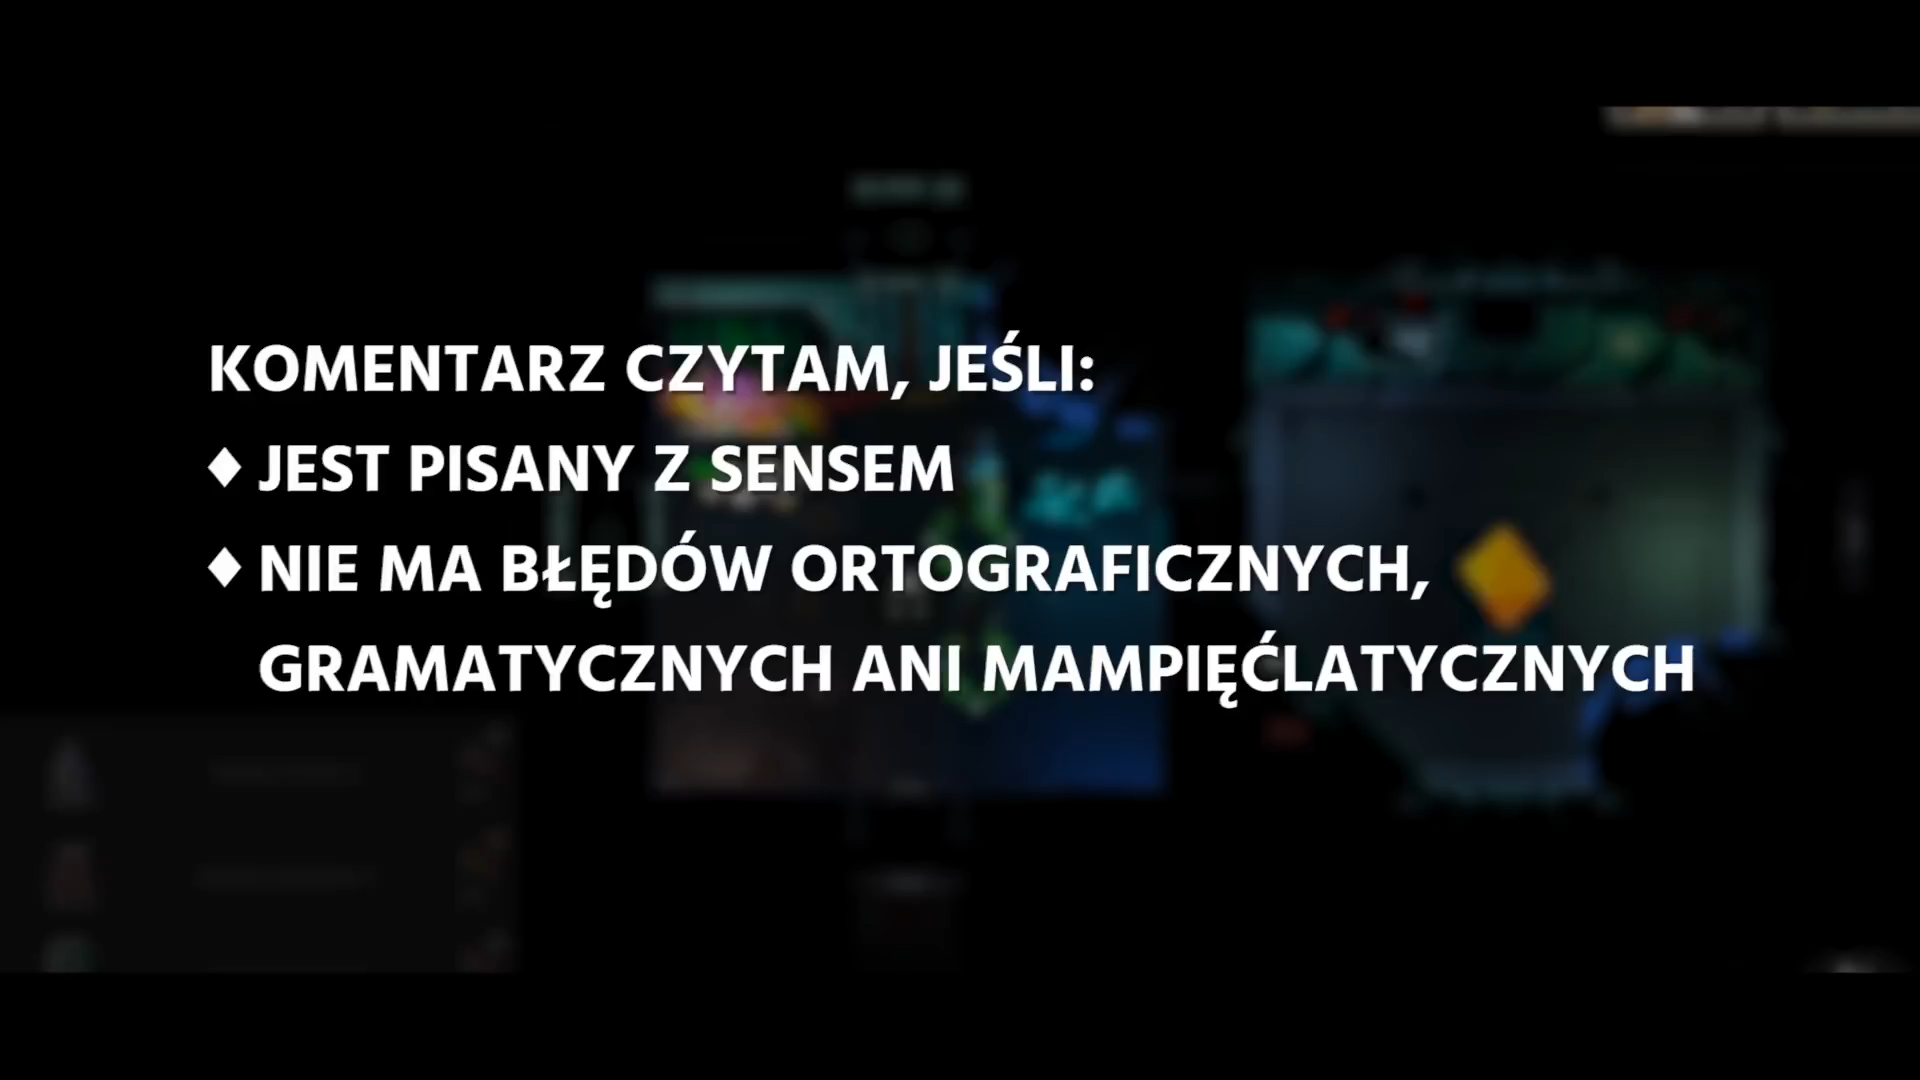 KOMENTARZ CZYTAM, JEŚLI:
♦ JEST PISANY Z SENSEM
♦ NIE MA BŁĘDÓW ORTOGRAFICZNYCH,
GRAMATYCZNYCH ANI MAMPIĘĆLATYCZNYCH